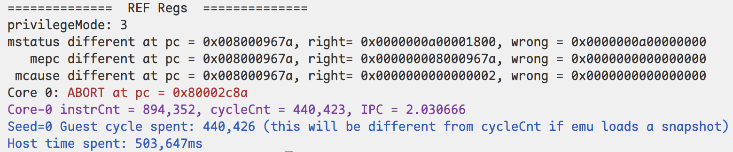 ============== REF Regs ==============
privilegeMode: 3
mstatus different at pc = 0x008000967a, right= 0x0000000a00001800, wrong = 0x0000000a00000000
mepc different at pc = 0x008000967a, right= 0x000000008000967a, wrong = 0x0000000000000000
mcause different at pc = 0x008000967a, right= 0x0000000000000002, wrong = 0x0000000000000000
Core 0: ABORT at pc = 0x80002c8a
Core-0 instrCnt = 894,352, cycleCnt = 440,423, IPC = 2.030666
Seed=0 Guest cycle spent: 440,426 (this will be different from cycleCnt if emu loads a snapshot)
Host time spent: 503,647ms